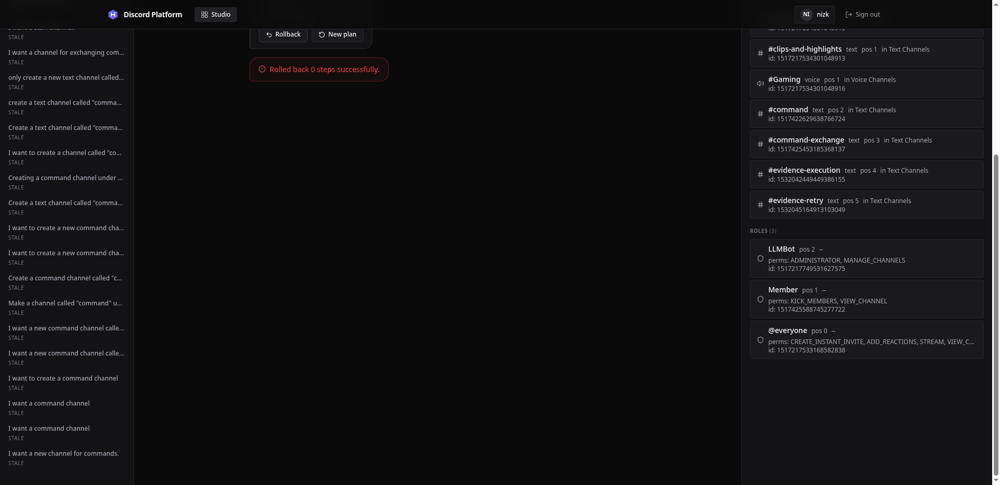 Discord Platform
Studio
NI
nizk
Sign out
STALE
I want a channel for exchanging com...
STALE
only create a new text channel called...
STALE
create a text channel called "comma...
STALE
Create a text channel called "comma...
STALE
I want to create a channel called "co...
STALE
Creating a command channel under ...
STALE
Create a text channel called "comma...
STALE
I want to create a new command cha...
STALE
I want to create a new command cha...
STALE
Create a command channel called "c...
STALE
Make a channel called "command" u...
STALE
I want a new command channel calle...
STALE
I want a new command channel calle...
STALE
I want to create a command channel
STALE
I want a command channel
STALE
I want a command channel
STALE
I want a new channel for commands.
STALE
Rollback
New plan
Rolled back 0 steps successfully.
#clips-and-highlights text pos 1 in Text Channels
id: 1517217534301048913
#Gaming voice pos 1 in Voice Channels
id: 1517217534301048916
#command text pos 2 in Text Channels
id: 1517422629638766724
#command-exchange text pos 3 in Text Channels
id: 1517425453185368137
#evidence-execution text pos 4 in Text Channels
id: 1532042449449386155
#evidence-retry text pos 5 in Text Channels
id: 1532045164913103049
ROLES (3)
LLMBot pos 2 —
perms: ADMINISTRATOR, MANAGE_CHANNELS
id: 1517217749531627575
Member pos 1 —
perms: KICK_MEMBERS, VIEW_CHANNEL
id: 1517425588745277722
@everyone pos 0 —
perms: CREATE_INSTANT_INVITE, ADD_REACTIONS, STREAM, VIEW_C...
id: 1517217533168582838